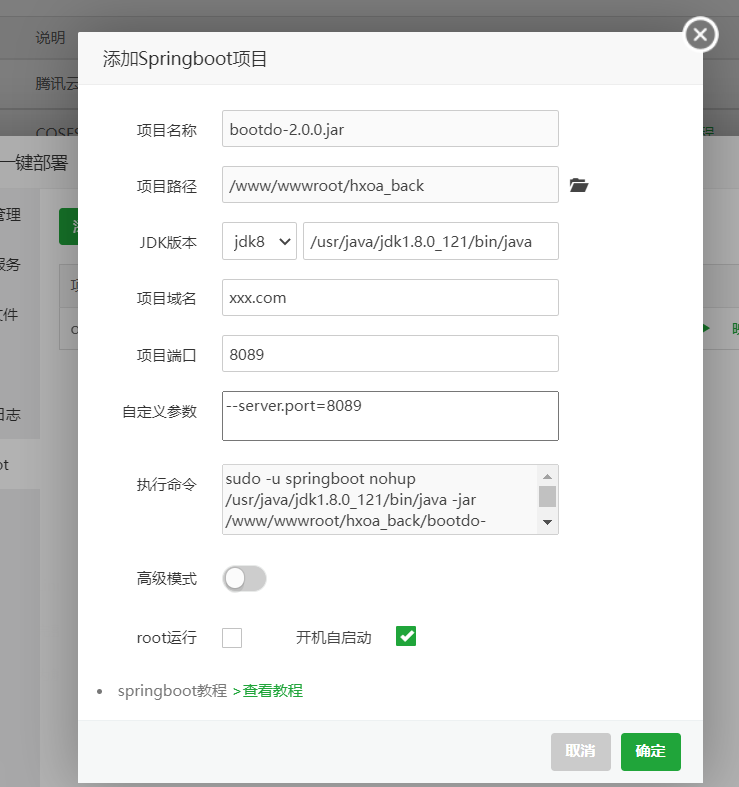 说明
添加Springboot项目
腾讯云
COSFS
程
一键部署
项目名称
bootdo-2.0.0.jar
项目路径
/www/wwwroot/hxoa_back
管理
JDK版本
jdk8
/usr/java/jdk1.8.0_121/bin/java
服务
项目域名
xxx.com
文件
项目端口
8089
自定义参数
--server.port=8089
日志
执行命令
sudo -u springboot nohup
/usr/java/jdk1.8.0_121/bin/java -jar
/www/wwwroot/hxoa_back/bootdo-
ot
高级模式
root运行
开机自启动
springboot教程 >查看教程
取消
确定